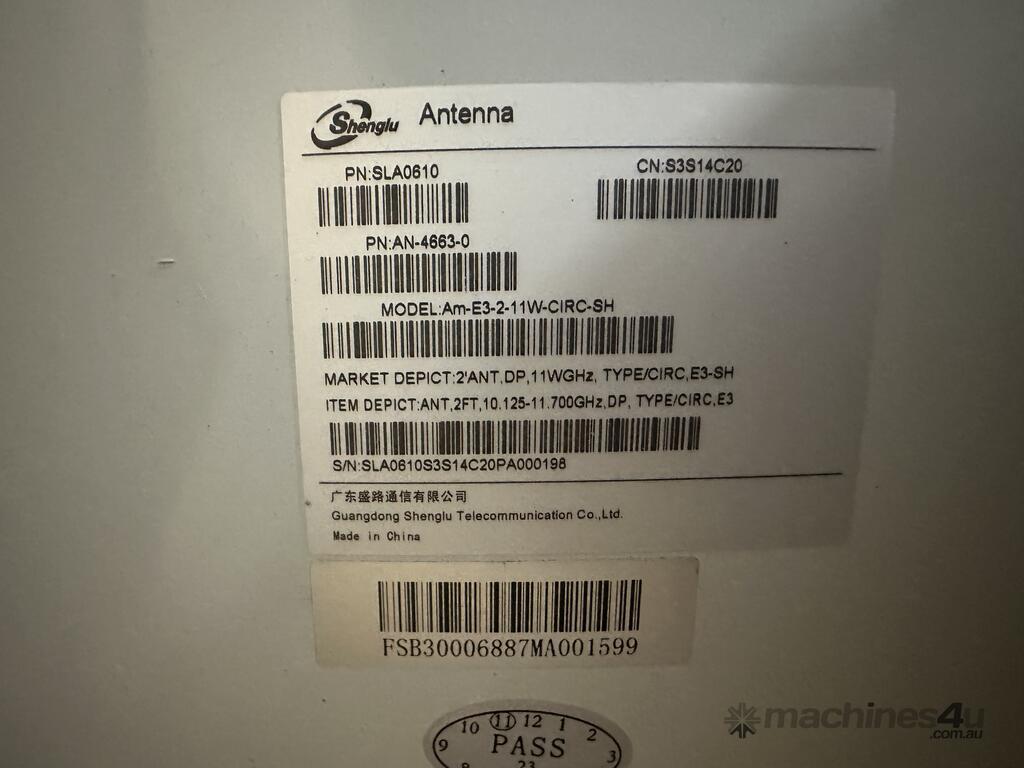 Shenglu Antenna
PN:SLA0610
CN:S3S14C20
PN:AN-4663-0
MODEL:Am-E3-2-11W-CIRC-SH
MARKET DEPICT:2'ANT,DP,11WGHz, TYPE/CIRC,E3-SH
ITEM DEPICT:ANT,2FT,10.125-11.700GHz,DP, TYPE/CIRC,E3
S/N:SLA0610S3S14C20PA000198
广东盛路通信有限公司
Guangdong Shenglu Telecommunication Co.,Ltd.
Made in China
FSB30006887MA001599
9 10 11 12 1 2 3
PASS
23
machines4u
.com.au